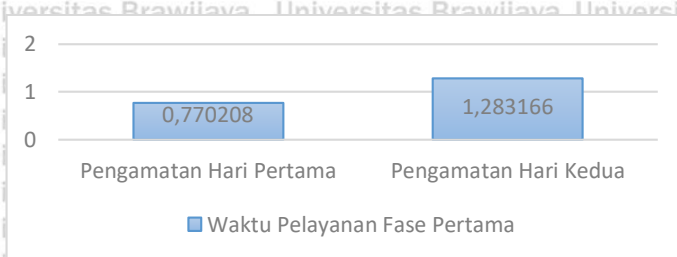 Universitas Brawijaya Universitas Brawijaya Universi
2
1
0
0,770208
1,283166
Pengamatan Hari Pertama Pengamatan Hari Kedua
Waktu Pelayanan Fase Pertama